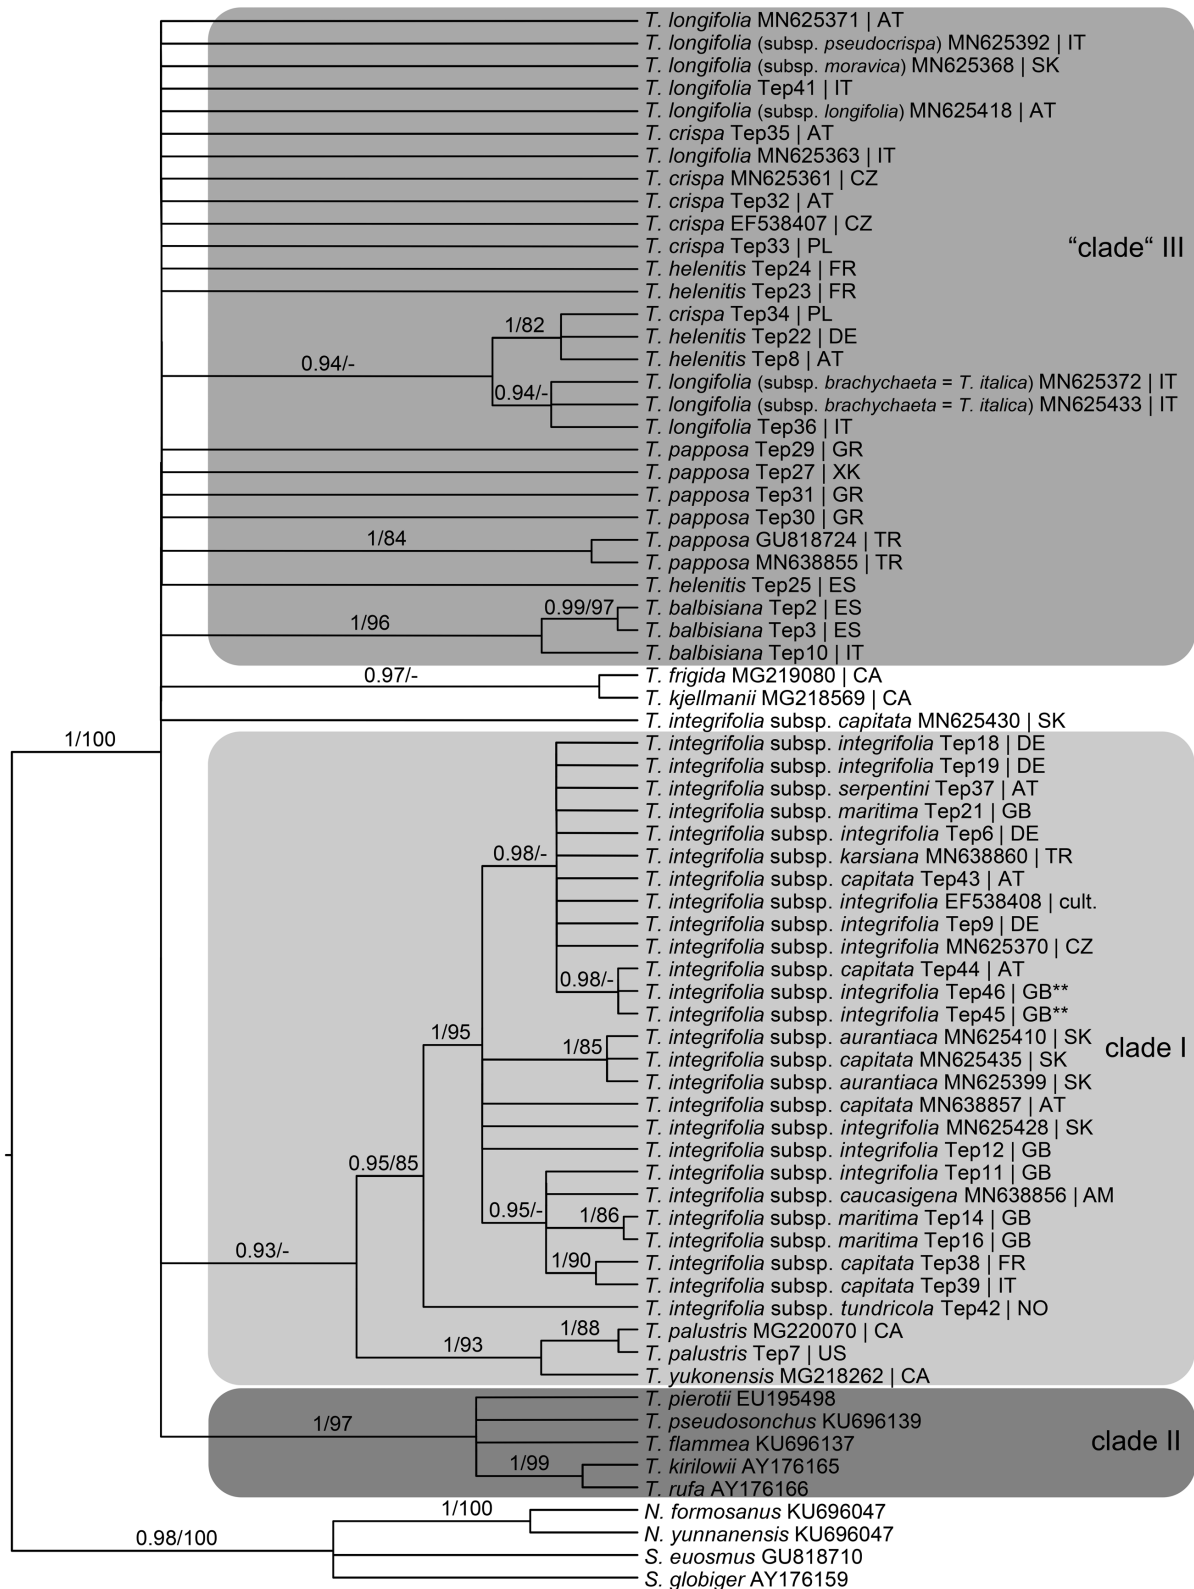 T. longifolia MN625371 | AT
T. longifolia (subsp. pseudocrispa) MN625392 | IT
T. longifolia (subsp. moravica) MN625368 | SK
T. longifolia Tep41 | IT
T. longifolia (subsp. longifolia) MN625418 | AT
T. crispa Tep35 | AT
T. longifolia MN625363 | IT
T. crispa MN625361 | CZ
T. crispa Tep32 | AT
T. crispa EF538407 | CZ
T. crispa Tep33 | PL
“clade“ III
T. helenitis Tep24 | FR
T. helenitis Tep23 | FR
T. crispa Tep34 | PL
1/82
T. helenitis Tep22 | DE
T. helenitis Tep8 | AT
0.94/-
T. longifolia (subsp. brachychaeta = T. italica) MN625372 | IT
0.94/-
T. longifolia (subsp. brachychaeta = T. italica) MN625433 | IT
T. longifolia Tep36 | IT
T. papposa Tep29 | GR
T. papposa Tep27 | XK
T. papposa Tep31 | GR
T. papposa Tep30 | GR
1/84
T. papposa GU818724 | TR
T. papposa MN638855 | TR
T. helenitis Tep25 | ES
0.99/97
T. balbisiana Tep2 | ES
1/96
T. balbisiana Tep3 | ES
T. balbisiana Tep10 | IT
0.97/-
T. frigida MG219080 | CA
T. kjellmanii MG218569 | CA
T. integrifolia subsp. capitata MN625430 | SK
1/100
T. integrifolia subsp. integrifolia Tep18 | DE
T. integrifolia subsp. integrifolia Tep19 | DE
T. integrifolia subsp. serpentini Tep37 | AT
T. integrifolia subsp. maritima Tep21 | GB
T. integrifolia subsp. integrifolia Tep6 | DE
0.98/-
T. integrifolia subsp. karsiana MN638860 | TR
T. integrifolia subsp. capitata Tep43 | AT
T. integrifolia subsp. integrifolia EF538408 | cult.
T. integrifolia subsp. integrifolia Tep9 | DE
T. integrifolia subsp. integrifolia MN625370 | CZ
T. integrifolia subsp. capitata Tep44 | AT
0.98/-
T. integrifolia subsp. integrifolia Tep46 | GB**
T. integrifolia subsp. integrifolia Tep45 | GB**
1/95
T. integrifolia subsp. aurantiaca MN625410 | SK
1/85
clade I
T. integrifolia subsp. capitata MN625435 | SK
T. integrifolia subsp. aurantiaca MN625399 | SK
T. integrifolia subsp. capitata MN638857 | AT
T. integrifolia subsp. integrifolia MN625428 | SK
T. integrifolia subsp. integrifolia Tep12 | GB
0.95/85
T. integrifolia subsp. integrifolia Tep11 | GB
T. integrifolia subsp. caucasigena MN638856 | AM
0.95/-
1/86
T. integrifolia subsp. maritima Tep14 | GB
T. integrifolia subsp. maritima Tep16 | GB
0.93/-
1/90
T. integrifolia subsp. capitata Tep38 | FR
T. integrifolia subsp. capitata Tep39 | IT
T. integrifolia subsp. tundricola Tep42 | NO
1/88
T. palustris MG220070 | CA
1/93
T. palustris Tep7 | US
T. yukonensis MG218262 | CA
T. pierotii EU195498
1/97
T. pseudosonchus KU696139
T. flammea KU696137
clade II
1/99
T. kirilowii AY176165
T. rufa AY176166
1/100
N. formosanus KU696047
N. yunnanensis KU696047
0.98/100
S. euosmus GU818710
S. globiger AY176159